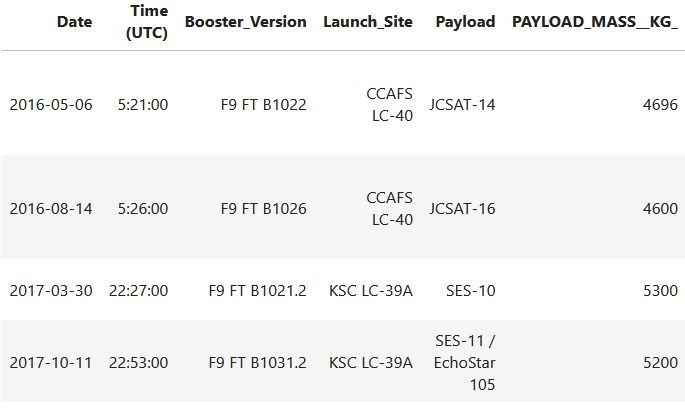 Date Time (UTC) Booster_Version Launch_Site Payload PAYLOAD_MASS__KG_
2016-05-06 5:21:00 F9 FT B1022 CCAFS LC-40 JCSAT-14 4696
2016-08-14 5:26:00 F9 FT B1026 CCAFS LC-40 JCSAT-16 4600
2017-03-30 22:27:00 F9 FT B1021.2 KSC LC-39A SES-10 5300
2017-10-11 22:53:00 F9 FT B1031.2 KSC LC-39A SES-11 / EchoStar 105 5200